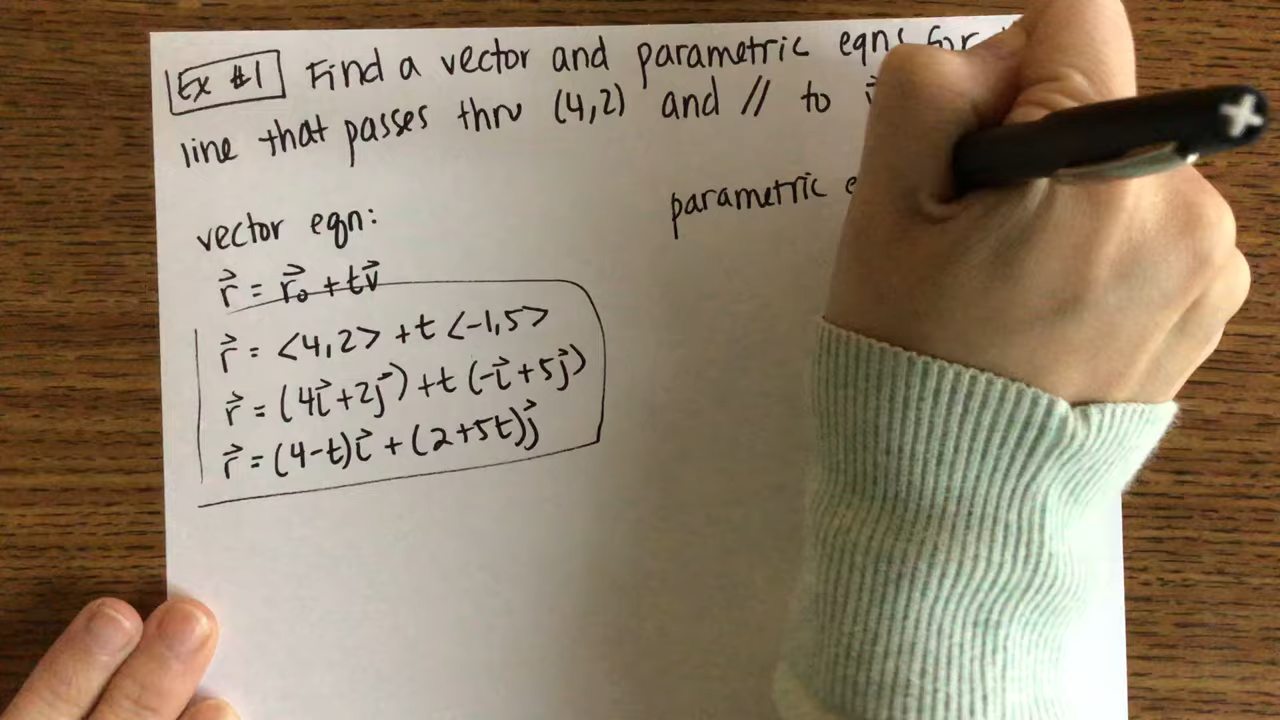 Ex #1 Find a vector and parametric eqns for
line that passes thru (4,2) and // to
vector eqn:
parametric
r⃗ = r⃗₀ + tv⃗
r⃗ = <4,2> + t <-1,5>
r⃗ = (4i⃗+2j⃗) + t (-i⃗+5j⃗)
r⃗ = (4-t)i⃗ + (2+5t)j⃗